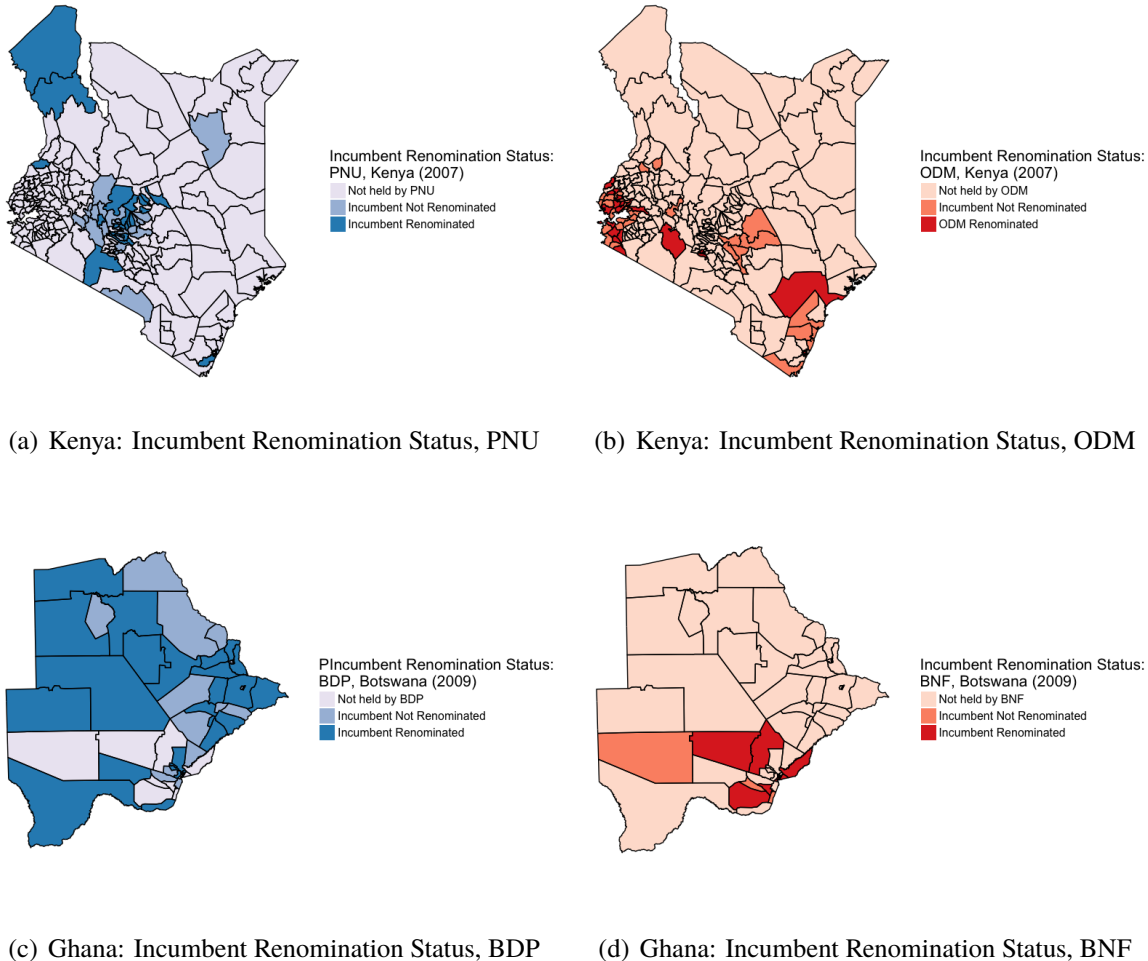 Incumbent Renomination Status:
PNU, Kenya (2007)
Not held by PNU
Incumbent Not Renominated
Incumbent Renominated
Incumbent Renomination Status:
ODM, Kenya (2007)
Not held by ODM
Incumbent Not Renominated
ODM Renominated
(a) Kenya: Incumbent Renomination Status, PNU
(b) Kenya: Incumbent Renomination Status, ODM
PIncumbent Renomination Status:
BDP, Botswana (2009)
Not held by BDP
Incumbent Not Renominated
Incumbent Renominated
Incumbent Renomination Status:
BNF, Botswana (2009)
Not held by BNF
Incumbent Not Renominated
Incumbent Renominated
(c) Ghana: Incumbent Renomination Status, BDP
(d) Ghana: Incumbent Renomination Status, BNF